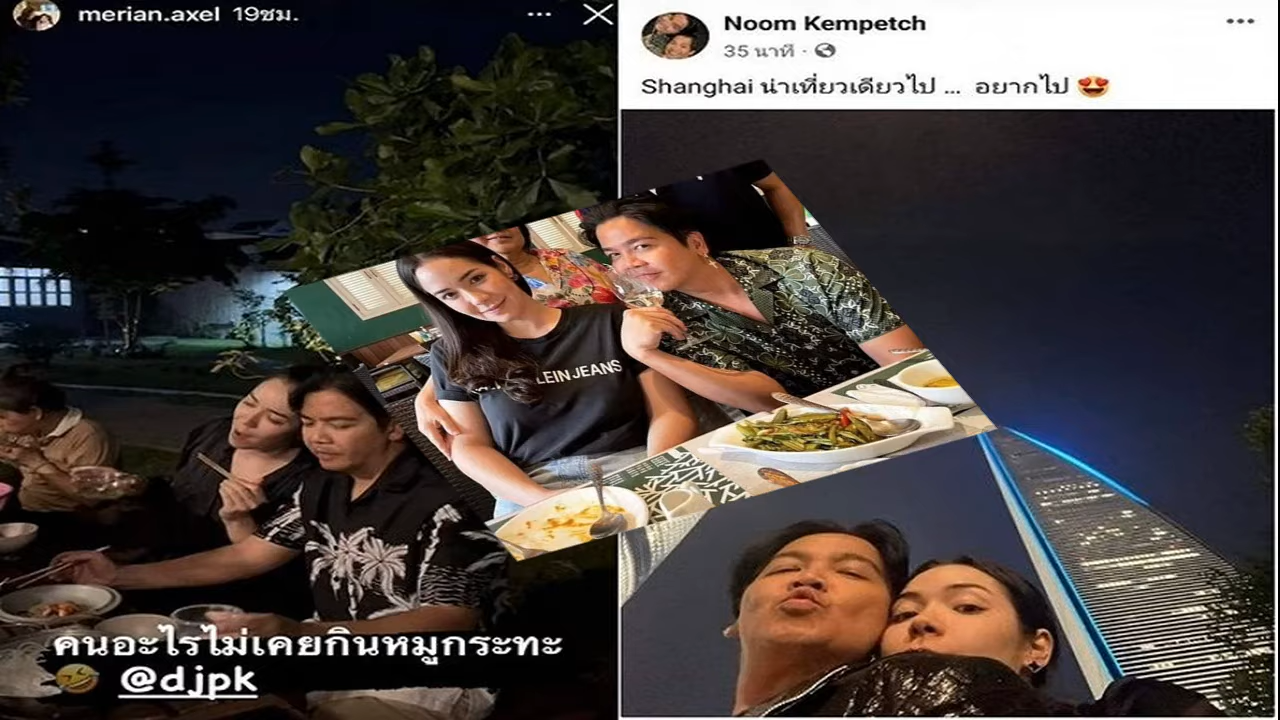 merian.axel 19ชม.
คนอะไรไม่เคยกินหมูกระทะ
@djpk
LEIN JEANS
Noom Kempetch
35 นาที ·
Shanghai น่าเที่ยวเดียวไป ... อยากไป